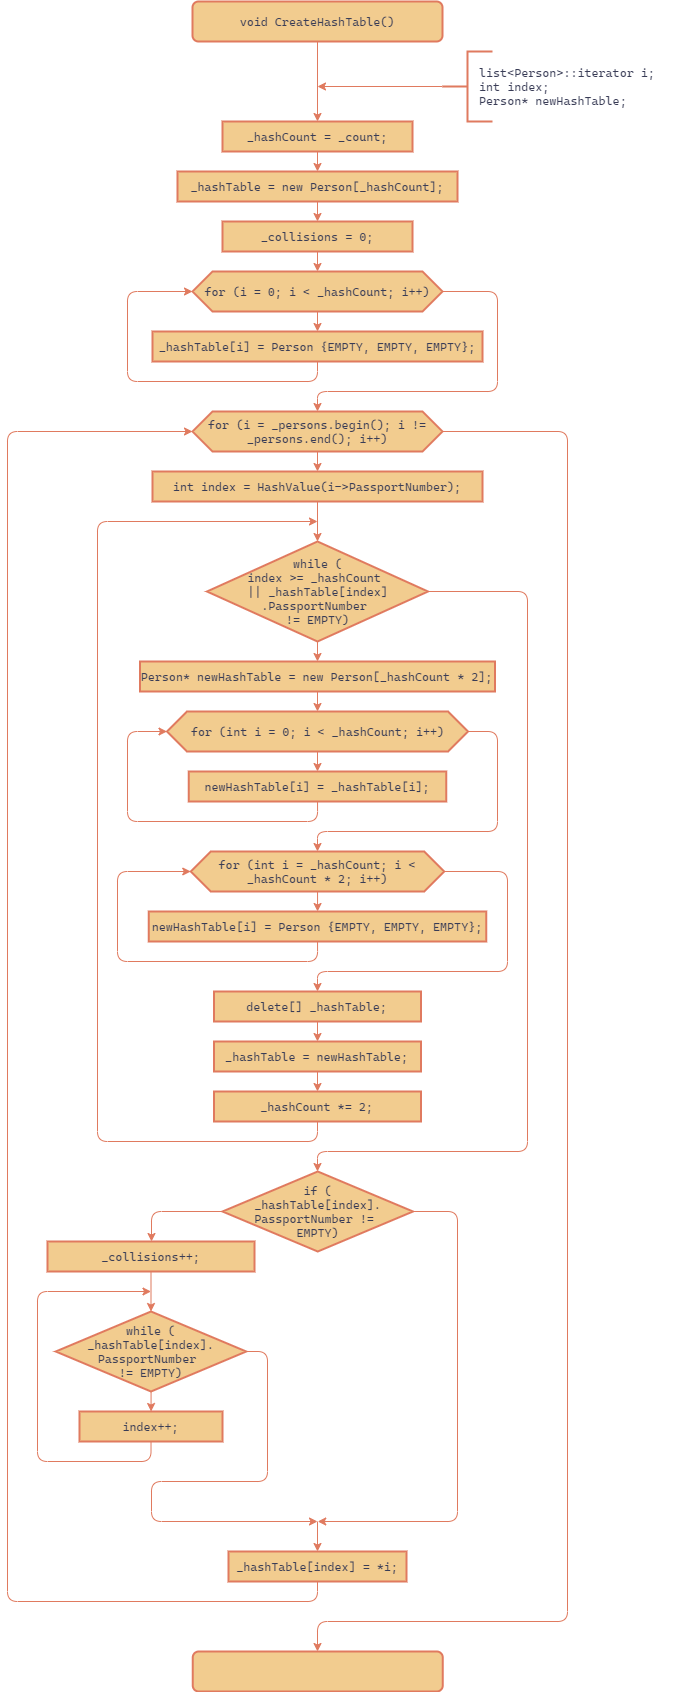 void CreateHashTable()
list<Person>::iterator i;
int index;
Person* newHashTable;
_hashCount = _count;
_hashTable = new Person[_hashCount];
_collisions = 0;
for (i = 0; i < _hashCount; i++)
_hashTable[i] = Person {EMPTY, EMPTY, EMPTY};
for (i = _persons.begin(); i !=
_persons.end(); i++)
int index = HashValue(i->PassportNumber);
while (
index >= _hashCount
|| _hashTable[index]
.PassportNumber
!= EMPTY)
Person* newHashTable = new Person[_hashCount * 2];
for (int i = 0; i < _hashCount; i++)
newHashTable[i] = _hashTable[i];
for (int i = _hashCount; i <
_hashCount * 2; i++)
newHashTable[i] = Person {EMPTY, EMPTY, EMPTY};
delete[] _hashTable;
_hashTable = newHashTable;
_hashCount *= 2;
if (
_hashTable[index].
PassportNumber !=
EMPTY)
_collisions++;
while (
_hashTable[index].
PassportNumber
!= EMPTY)
index++;
_hashTable[index] = *i;